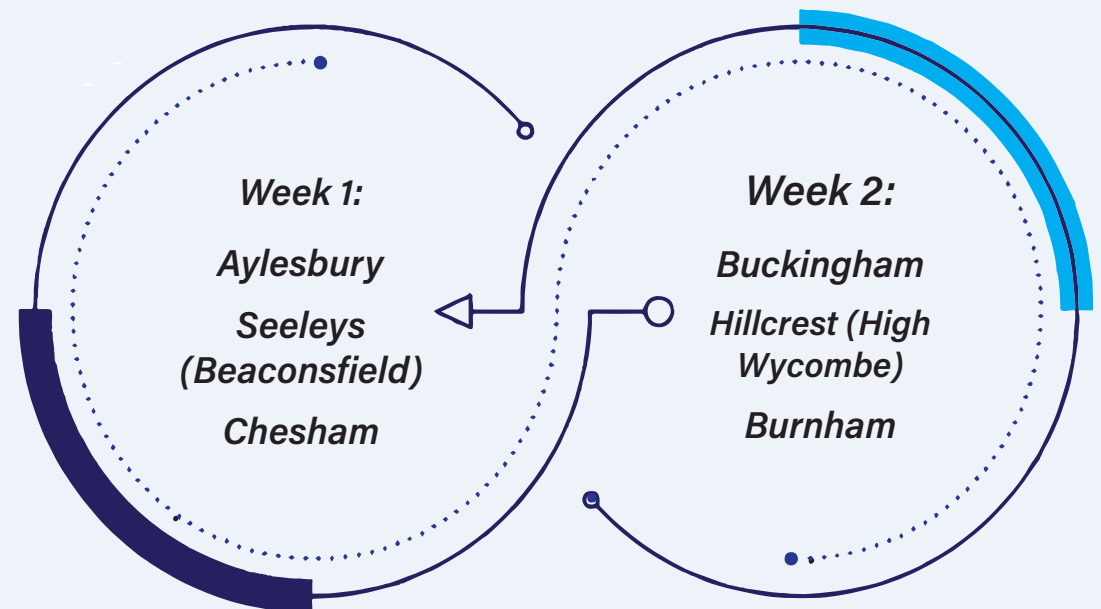 Week 1:
Aylesbury
Seeleys
(Beaconsfield)
Chesham
Week 2:
Buckingham
Hillcrest (High
Wycombe)
Burnham